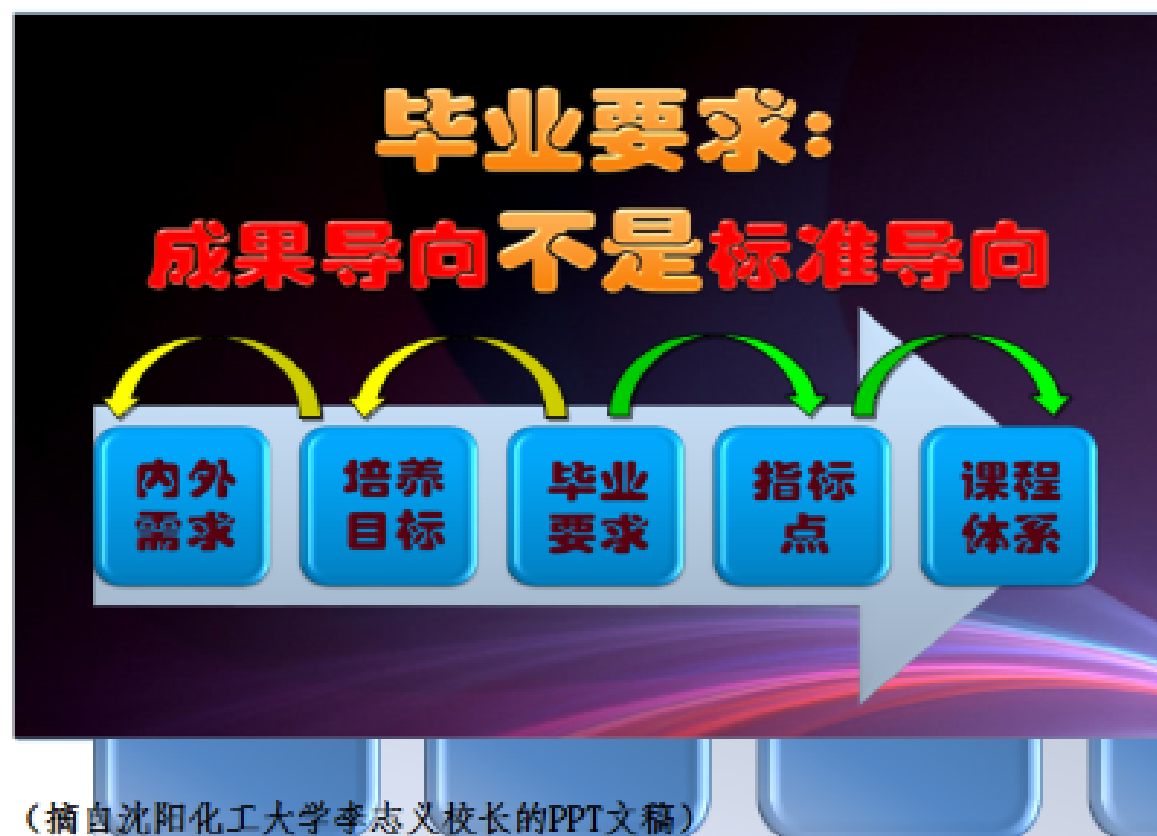 毕业要求：
成果导向不是标准导向
内外
需求
培养
目标
毕业
要求
指标
点
课程
体系
（摘自沈阳化工大学李志义校长的PPT文稿）